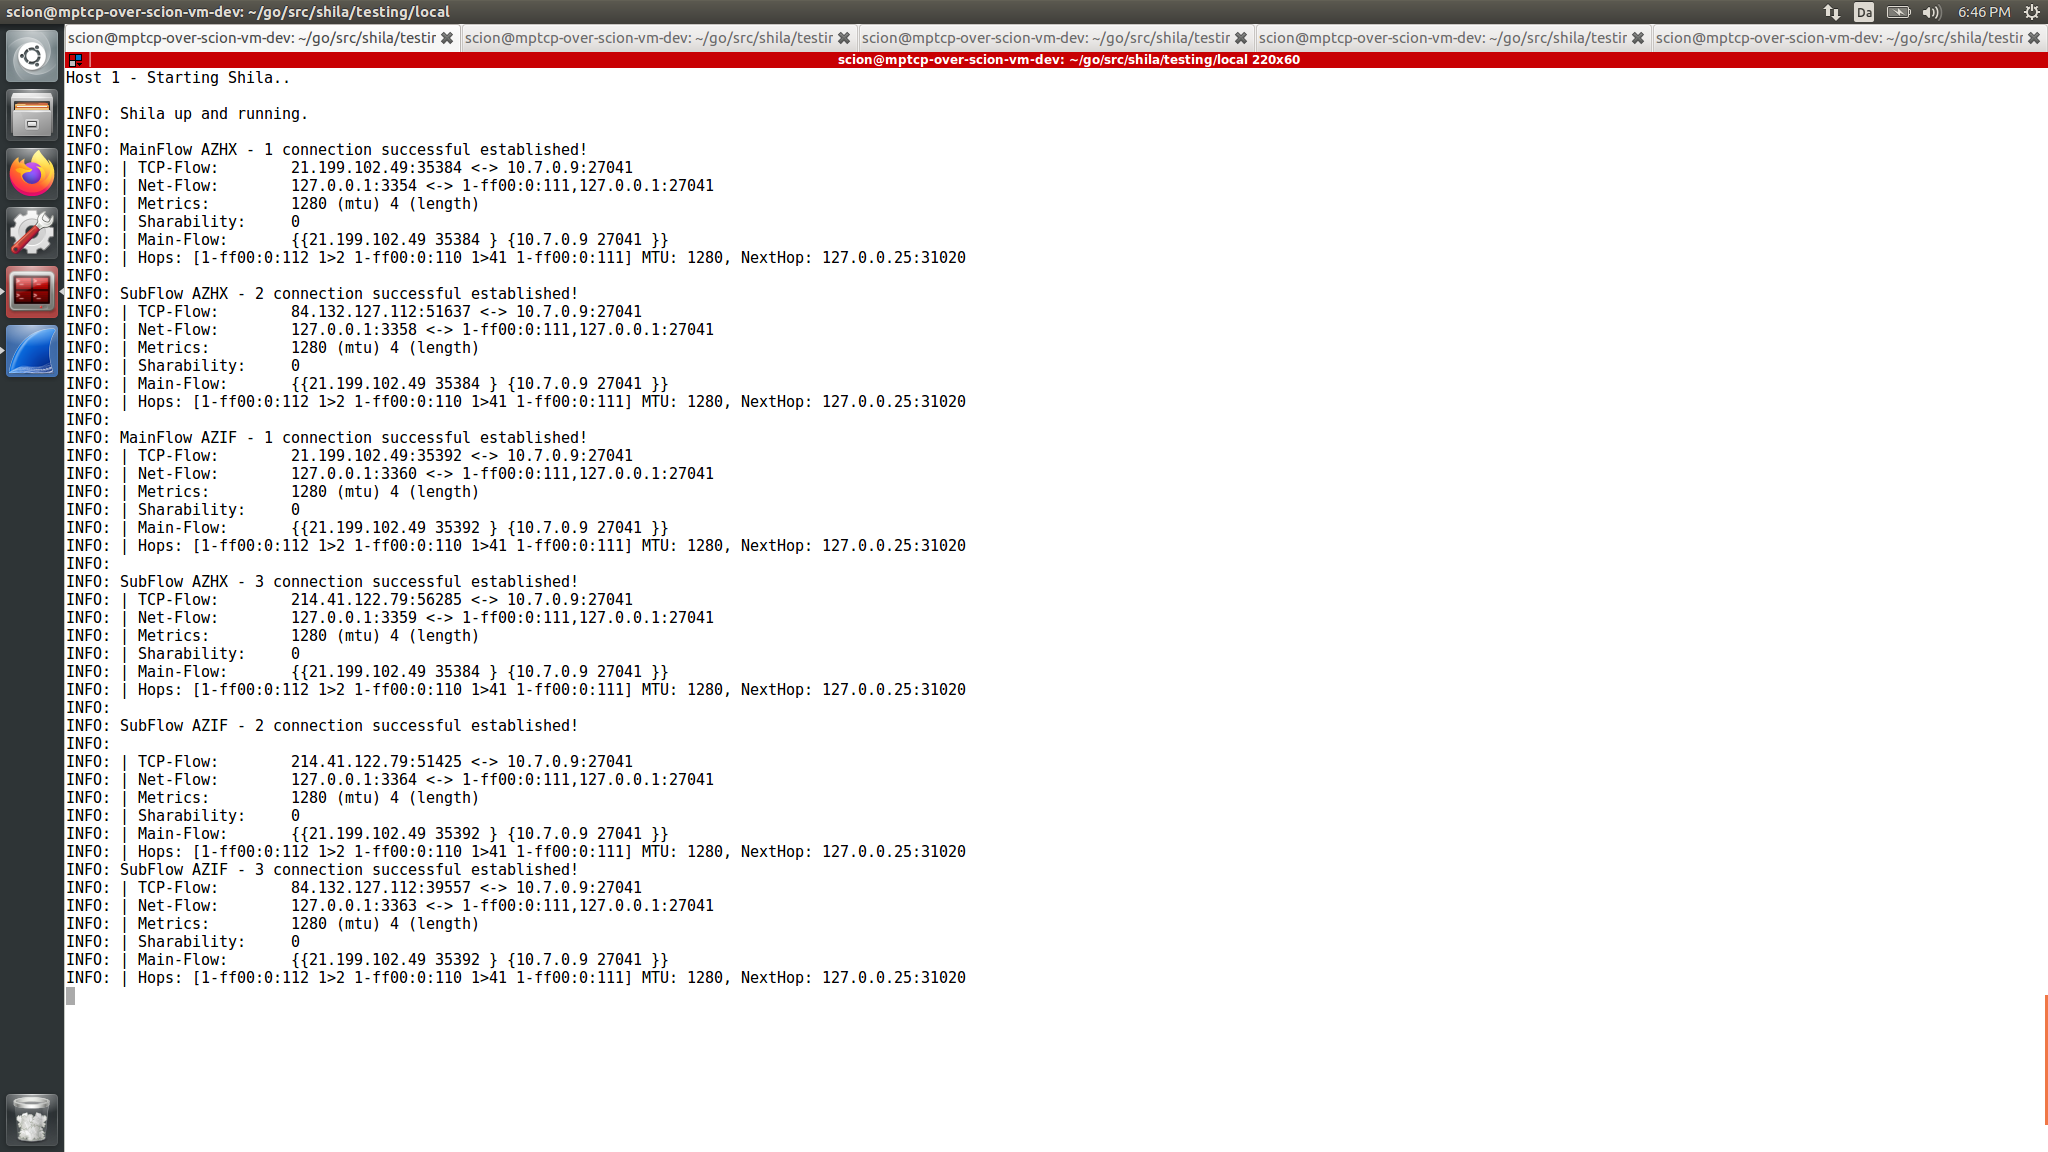 scion@mptcp-over-scion-vm-dev: ~/go/src/shila/testing/local
Da
6:46 PM
scion@mptcp-over-scion-vm-dev: ~/go/src/shila/testir
scion@mptcp-over-scion-vm-dev: ~/go/src/shila/testir
scion@mptcp-over-scion-vm-dev: ~/go/src/shila/testir
scion@mptcp-over-scion-vm-dev: ~/go/src/shila/testir
scion@mptcp-over-scion-vm-dev: ~/go/src/shila/testir
scion@mptcp-over-scion-vm-dev: ~/go/src/shila/testing/local 220x60
Host 1 - Starting Shila..
INFO: Shila up and running.
INFO:
INFO: MainFlow AZHX - 1 connection successful established!
INFO: | TCP-Flow:        21.199.102.49:35384 <-> 10.7.0.9:27041
INFO: | Net-Flow:        127.0.0.1:3354 <-> 1-ff00:0:111,127.0.0.1:27041
INFO: | Metrics:         1280 (mtu) 4 (length)
INFO: | Sharability:     0
INFO: | Main-Flow:       {{21.199.102.49 35384 } {10.7.0.9 27041 }}
INFO: | Hops: [1-ff00:0:112 1>2 1-ff00:0:110 1>41 1-ff00:0:111] MTU: 1280, NextHop: 127.0.0.25:31020
INFO:
INFO: SubFlow AZHX - 2 connection successful established!
INFO: | TCP-Flow:        84.132.127.112:51637 <-> 10.7.0.9:27041
INFO: | Net-Flow:        127.0.0.1:3358 <-> 1-ff00:0:111,127.0.0.1:27041
INFO: | Metrics:         1280 (mtu) 4 (length)
INFO: | Sharability:     0
INFO: | Main-Flow:       {{21.199.102.49 35384 } {10.7.0.9 27041 }}
INFO: | Hops: [1-ff00:0:112 1>2 1-ff00:0:110 1>41 1-ff00:0:111] MTU: 1280, NextHop: 127.0.0.25:31020
INFO:
INFO: MainFlow AZIF - 1 connection successful established!
INFO: | TCP-Flow:        21.199.102.49:35392 <-> 10.7.0.9:27041
INFO: | Net-Flow:        127.0.0.1:3360 <-> 1-ff00:0:111,127.0.0.1:27041
INFO: | Metrics:         1280 (mtu) 4 (length)
INFO: | Sharability:     0
INFO: | Main-Flow:       {{21.199.102.49 35392 } {10.7.0.9 27041 }}
INFO: | Hops: [1-ff00:0:112 1>2 1-ff00:0:110 1>41 1-ff00:0:111] MTU: 1280, NextHop: 127.0.0.25:31020
INFO:
INFO: SubFlow AZHX - 3 connection successful established!
INFO: | TCP-Flow:        214.41.122.79:56285 <-> 10.7.0.9:27041
INFO: | Net-Flow:        127.0.0.1:3359 <-> 1-ff00:0:111,127.0.0.1:27041
INFO: | Metrics:         1280 (mtu) 4 (length)
INFO: | Sharability:     0
INFO: | Main-Flow:       {{21.199.102.49 35384 } {10.7.0.9 27041 }}
INFO: | Hops: [1-ff00:0:112 1>2 1-ff00:0:110 1>41 1-ff00:0:111] MTU: 1280, NextHop: 127.0.0.25:31020
INFO:
INFO: SubFlow AZIF - 2 connection successful established!
INFO:
INFO: | TCP-Flow:        214.41.122.79:51425 <-> 10.7.0.9:27041
INFO: | Net-Flow:        127.0.0.1:3364 <-> 1-ff00:0:111,127.0.0.1:27041
INFO: | Metrics:         1280 (mtu) 4 (length)
INFO: | Sharability:     0
INFO: | Main-Flow:       {{21.199.102.49 35392 } {10.7.0.9 27041 }}
INFO: | Hops: [1-ff00:0:112 1>2 1-ff00:0:110 1>41 1-ff00:0:111] MTU: 1280, NextHop: 127.0.0.25:31020
INFO: SubFlow AZIF - 3 connection successful established!
INFO: | TCP-Flow:        84.132.127.112:39557 <-> 10.7.0.9:27041
INFO: | Net-Flow:        127.0.0.1:3363 <-> 1-ff00:0:111,127.0.0.1:27041
INFO: | Metrics:         1280 (mtu) 4 (length)
INFO: | Sharability:     0
INFO: | Main-Flow:       {{21.199.102.49 35392 } {10.7.0.9 27041 }}
INFO: | Hops: [1-ff00:0:112 1>2 1-ff00:0:110 1>41 1-ff00:0:111] MTU: 1280, NextHop: 127.0.0.25:31020